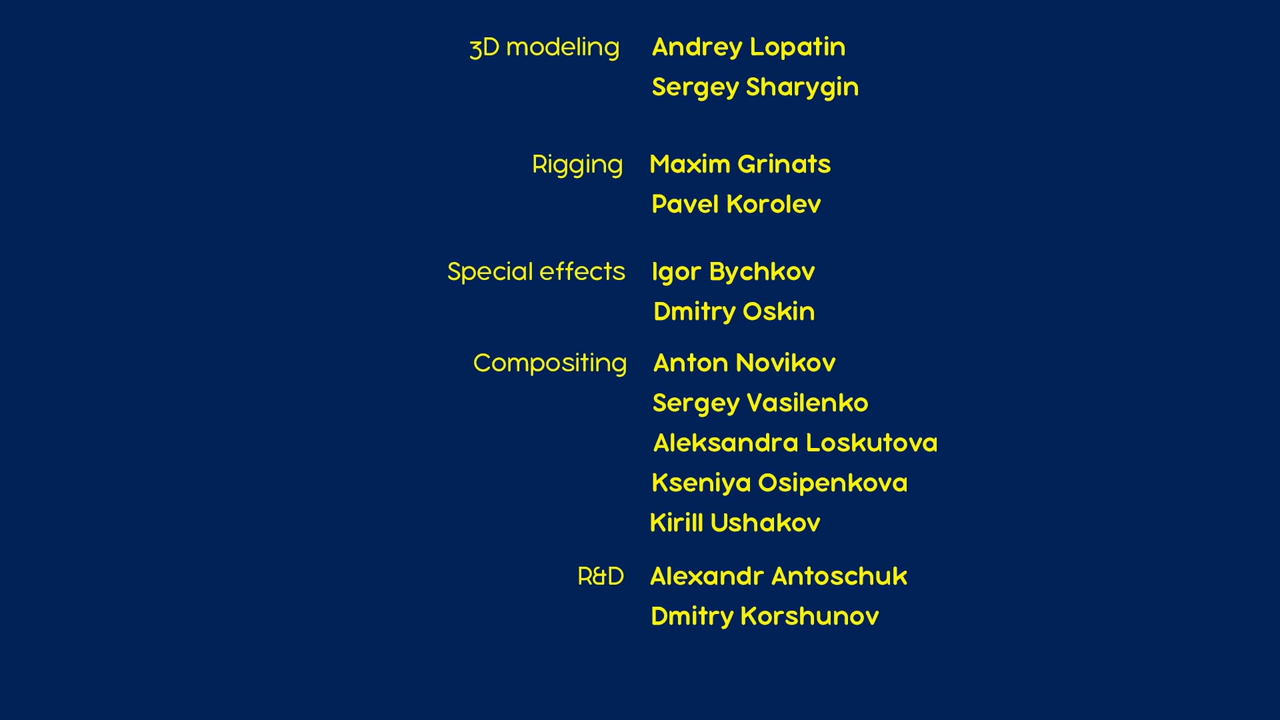 3D modeling Andrey Lopatin
Sergey Sharygin
Rigging Maxim Grinats
Pavel Korolev
Special effects Igor Bychkov
Dmitry Oskin
Compositing Anton Novikov
Sergey Vasilenko
Aleksandra Loskutova
Kseniya Osipenkova
Kirill Ushakov
R&D Alexandr Antoschuk
Dmitry Korshunov